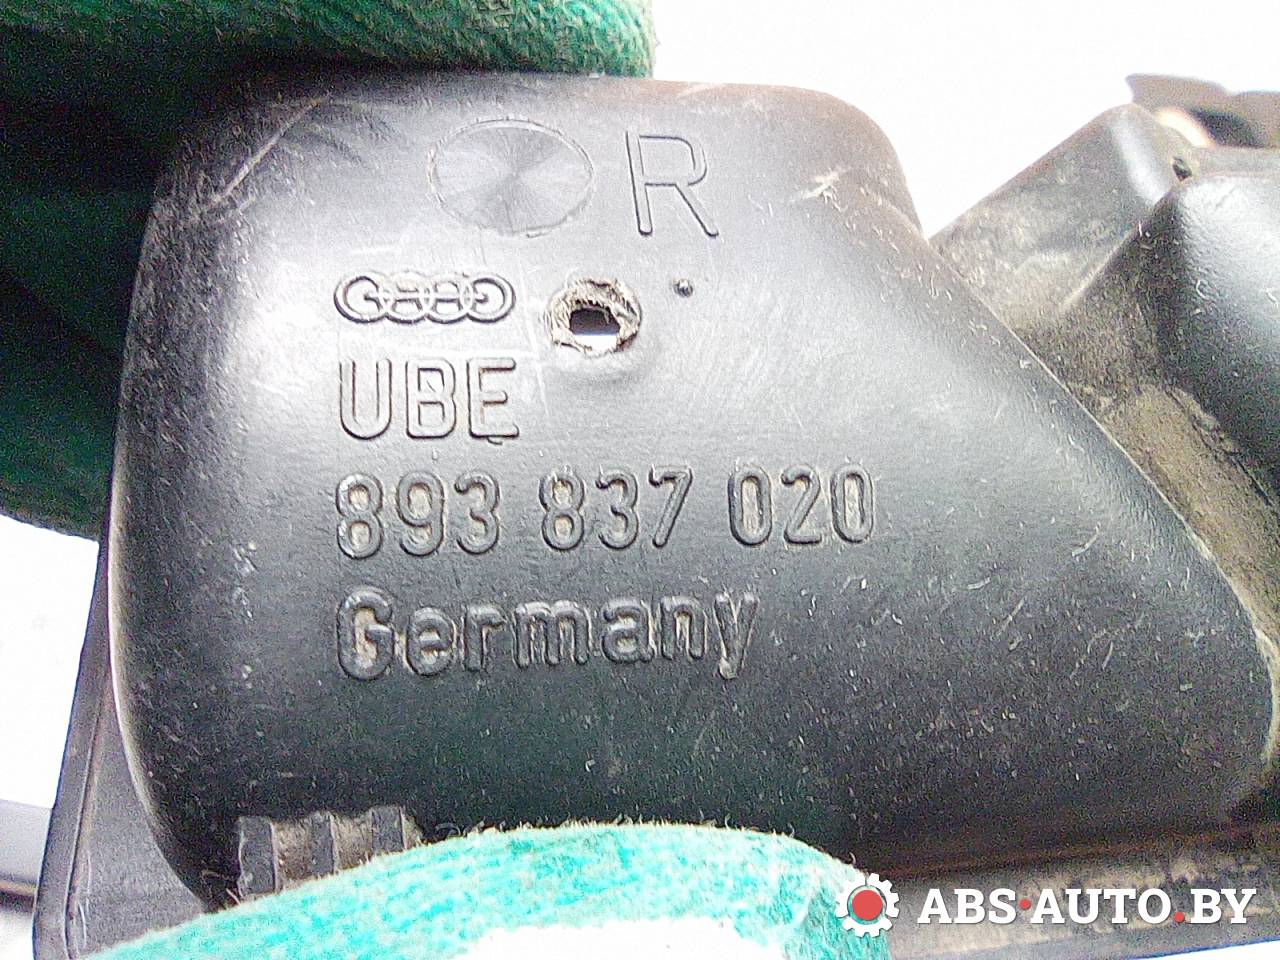 R
UBE
893 837 020
Germany
ABS·AUTO.BY